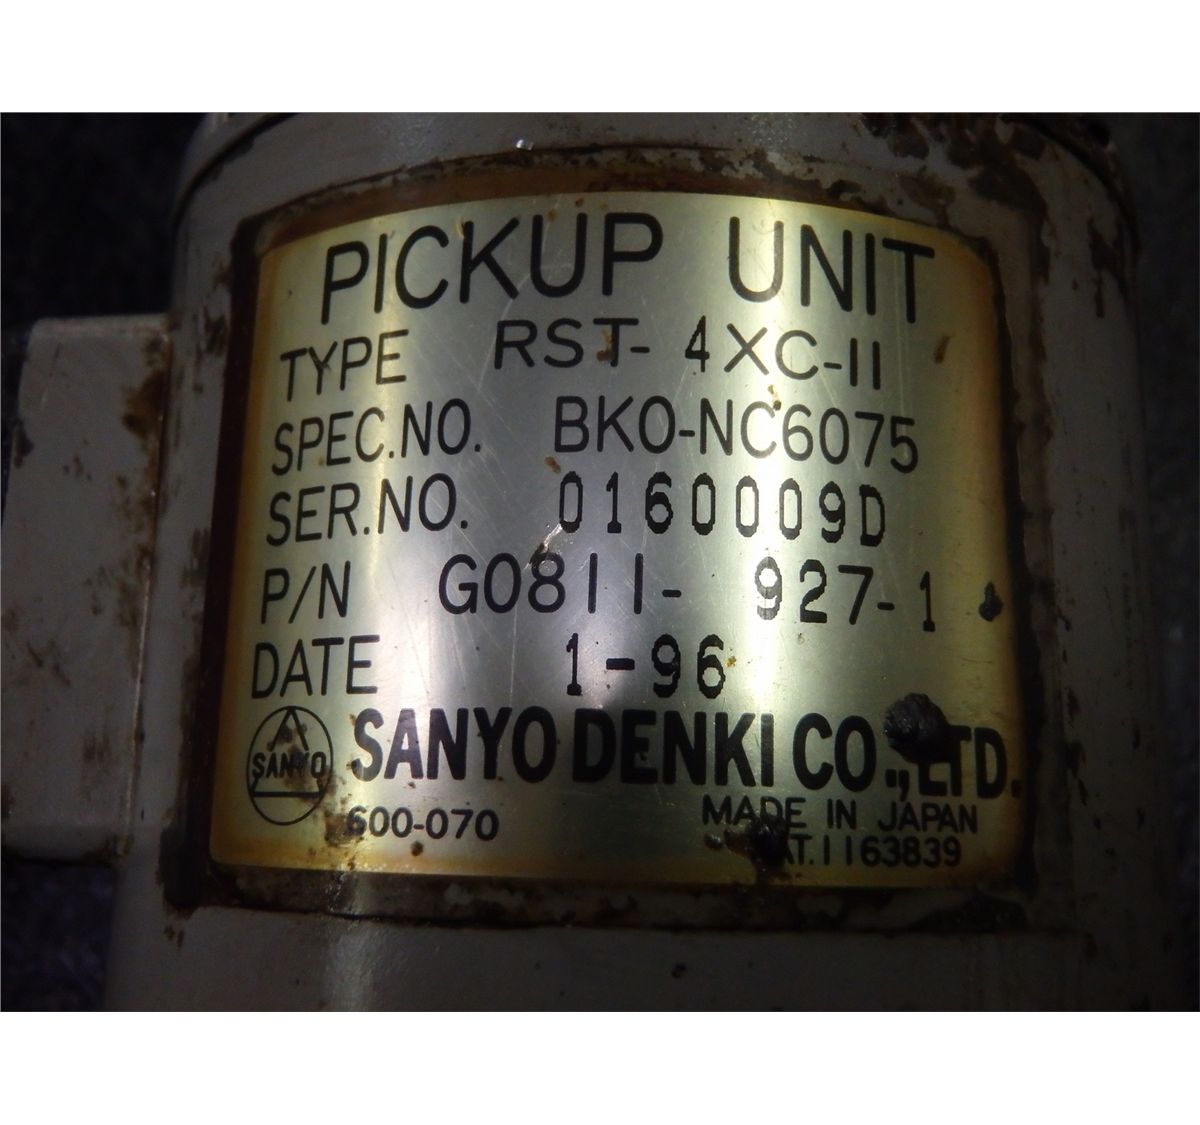 PICKUP UNIT
TYPE RST- 4XC-II
SPEC.NO. BKO-NC6075
SER.NO. 0160009D
P/N G0811- 927-1
DATE 1-96
SANYO SANYO DENKI CO.,LTD.
600-070 MADE IN JAPAN
PAT.1163839